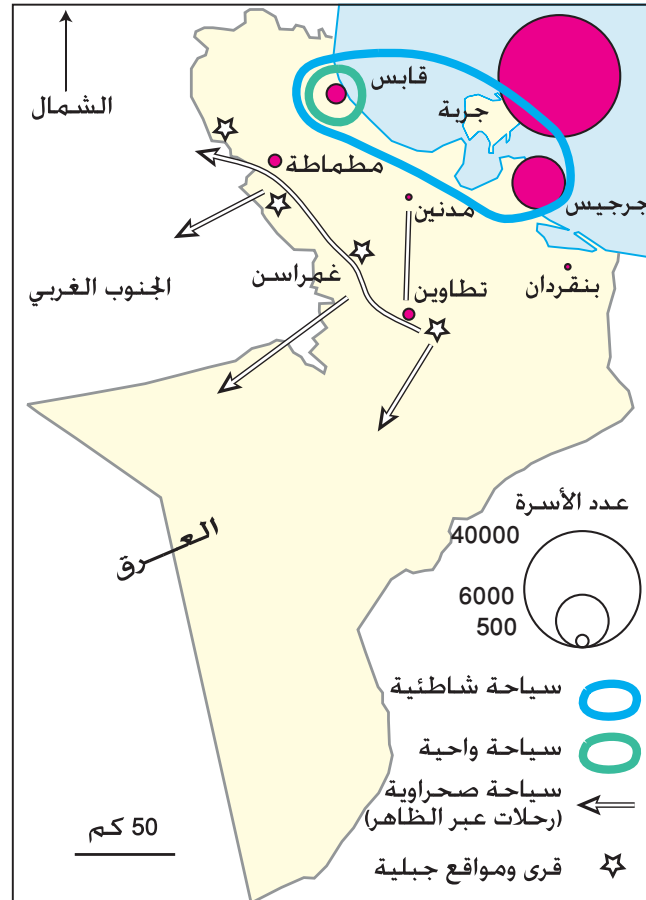 الشمال
قابس
جربة
جرجيس
مطماطة
مدنين
بنقردان
الجنوب الغربي
غمراسن
تطاوين
العـــرق
عدد الأسرة
40000
6000
500
سياحة شاطئية
سياحة واحية
سياحة صحراوية
(رحلات عبر الظاهر)
قرى ومواقع جبلية
50 كم